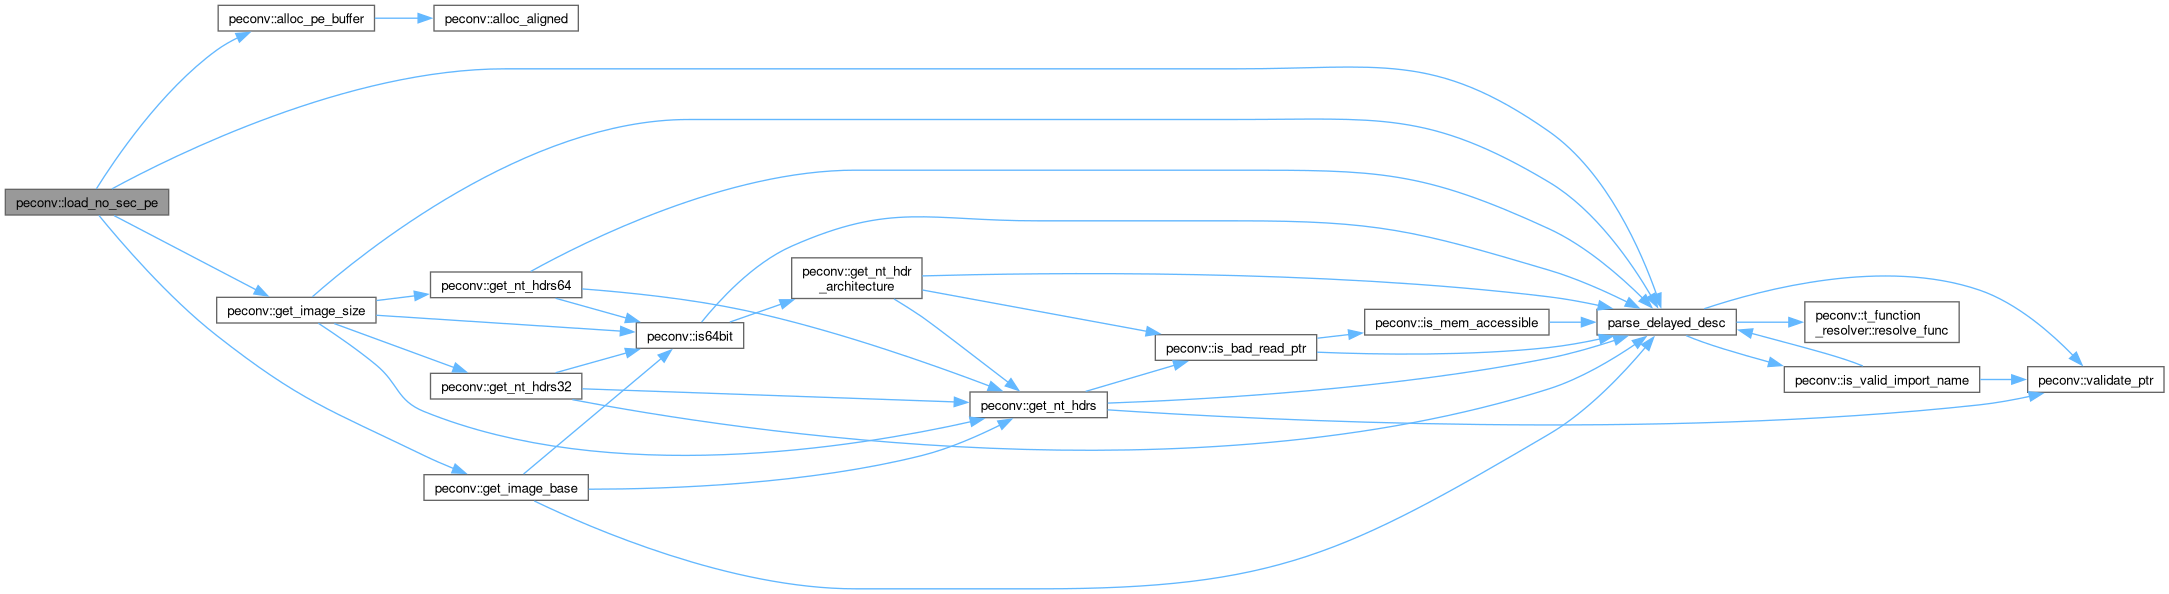 peconv::alloc_pe_buffer
peconv::alloc_aligned
peconv::load_no_sec_pe
peconv::get_image_size
peconv::get_nt_hdrs64
peconv::get_nt_hdrs32
peconv::get_image_base
peconv::is64bit
peconv::get_nt_hdr
_architecture
peconv::get_nt_hdrs
peconv::is_bad_read_ptr
peconv::is_mem_accessible
parse_delayed_desc
peconv::t_function
_resolver::resolve_func
peconv::is_valid_import_name
peconv::validate_ptr